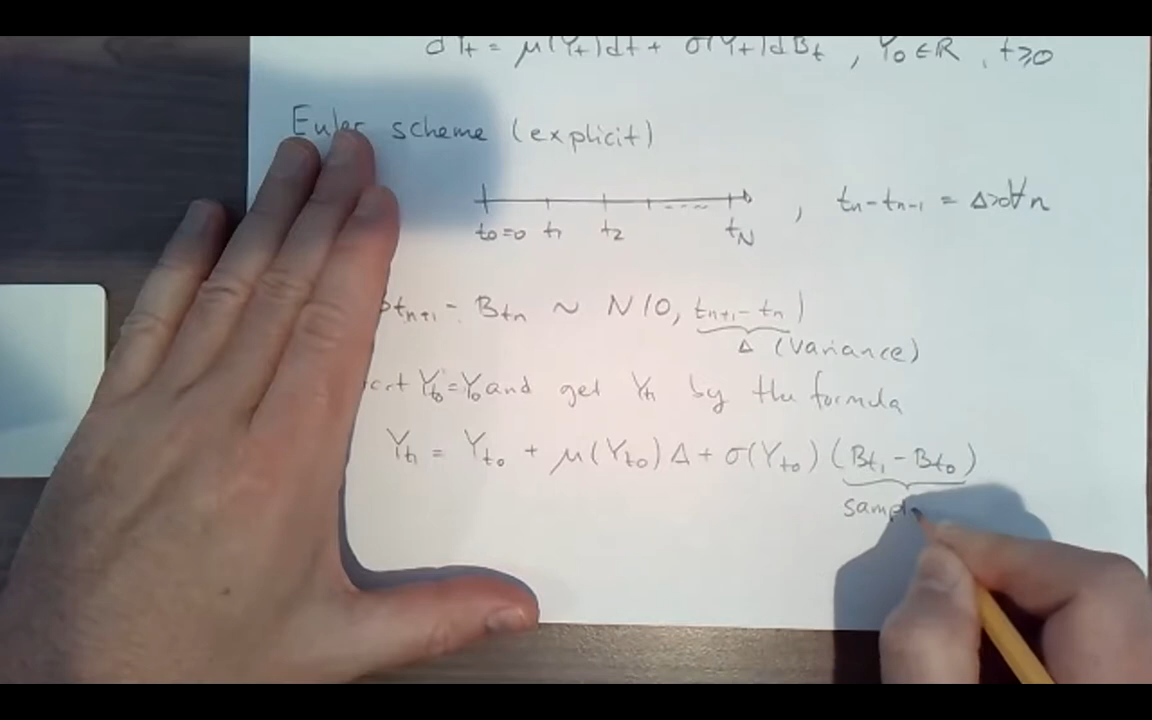 dYt = μ(Yt)dt + σ(Yt)dBt , Y0 ∈ R , t≥0
Euler scheme (explicit)
t0=0 t1 t2 ---- tN , tn - tn-1 = Δ>0 ∀n
Btn+1 - Btn ~ N(0, tn+1 - tn)
Δ (variance)
Yt0 = Y0 and get Yt1 by the formula
Yt1 = Yt0 + μ(Yt0) Δ + σ(Yt0) (Bt1 - Bt0)
sampl